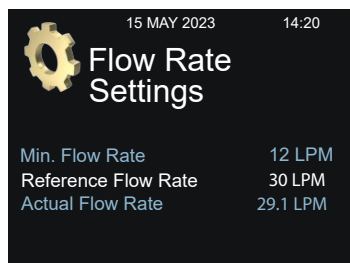 15 MAY 2023 14:20
Flow Rate
Settings
Min. Flow Rate 12 LPM
Reference Flow Rate 30 LPM
Actual Flow Rate 29.1 LPM